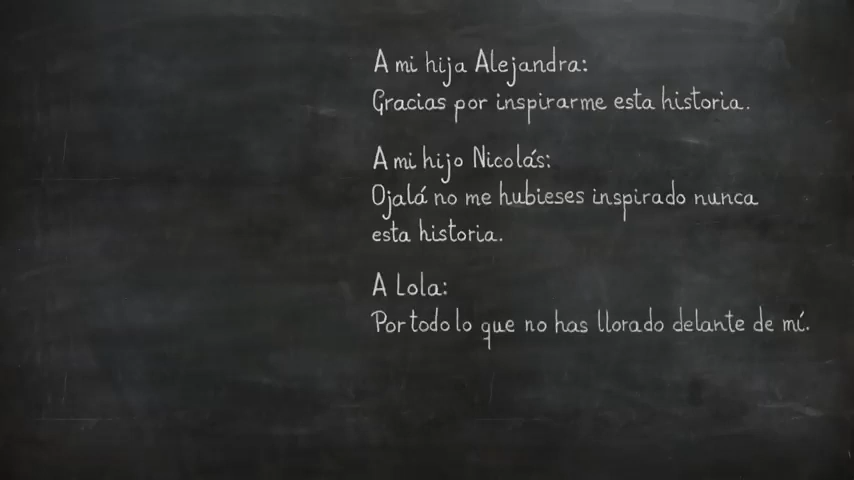 A mi hija Alejandra:
Gracias por inspirarme esta historia.
A mi hijo Nicolás:
Ojalá no me hubieses inspirado nunca
esta historia.
A Lola:
Por todo lo que no has llorado delante de mí.